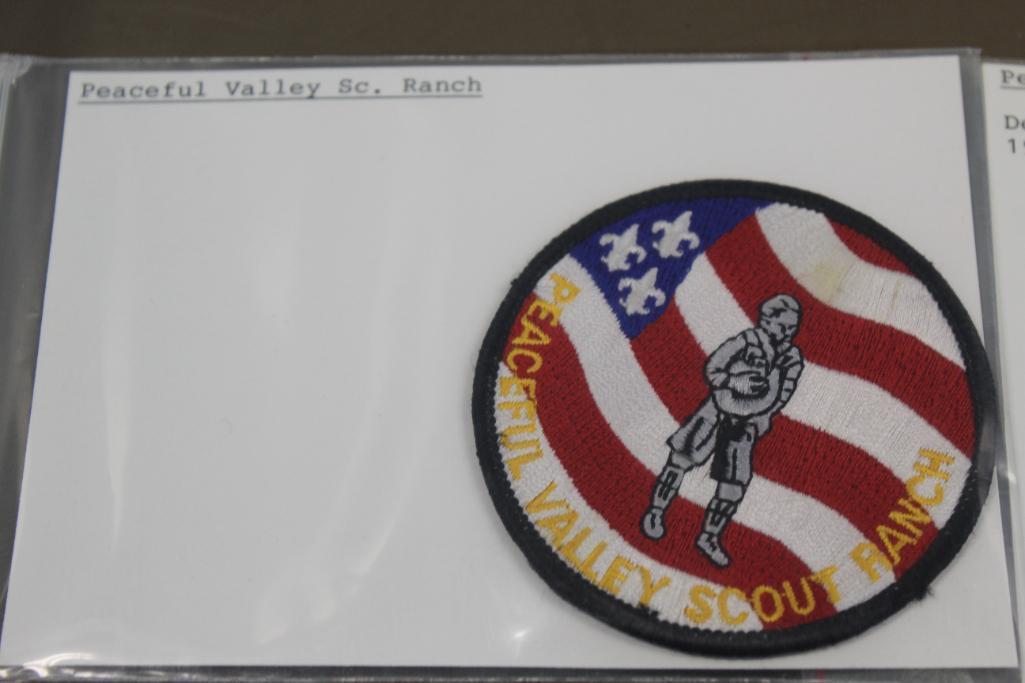 Peaceful Valley Sc. Ranch
PEACEFUL VALLEY SCOUT RANCH